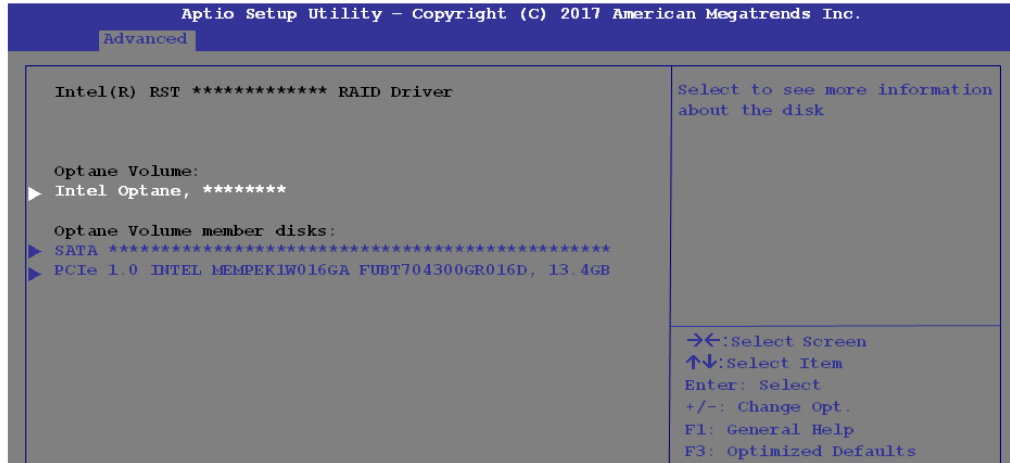 Aptio Setup Utility – Copyright (C) 2017 American Megatrends Inc.
Advanced
Intel(R) RST ************* RAID Driver
Select to see more information
about the disk
Optane Volume:
Intel Optane, ********
Optane Volume member disks:
SATA ************************************************
PCIe 1.0 INTEL MEMPEK1W016GA FUBT704300GR016D, 13.4GB
→←:Select Screen
↑↓:Select Item
Enter: Select
+/-: Change Opt.
F1: General Help
F3: Optimized Defaults